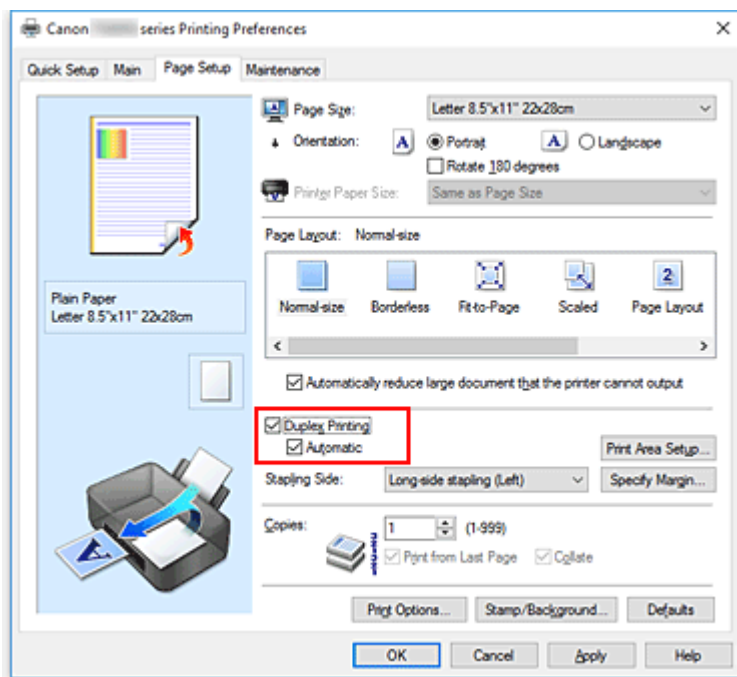 Canon series Printing Preferences
Quick Setup Main Page Setup Maintenance
Page Size: Letter 8.5"x11" 22x28cm
Orientation: A Portrait A Landscape
Rotate 180 degrees
Printer Paper Size: Same as Page Size
Page Layout: Normal-size
2
Normal-size Borderless Fit-to-Page Scaled Page Layout
Plain Paper
Letter 8.5"x11" 22x28cm
Automatically reduce large document that the printer cannot output
Duplex Printing
Automatic
Print Area Setup...
Stapling Side: Long-side stapling (Left) Specify Margin...
Copies: 1 (1-999)
Print from Last Page Collate
A
Print Options... Stamp/Background... Defaults
OK Cancel Apply Help